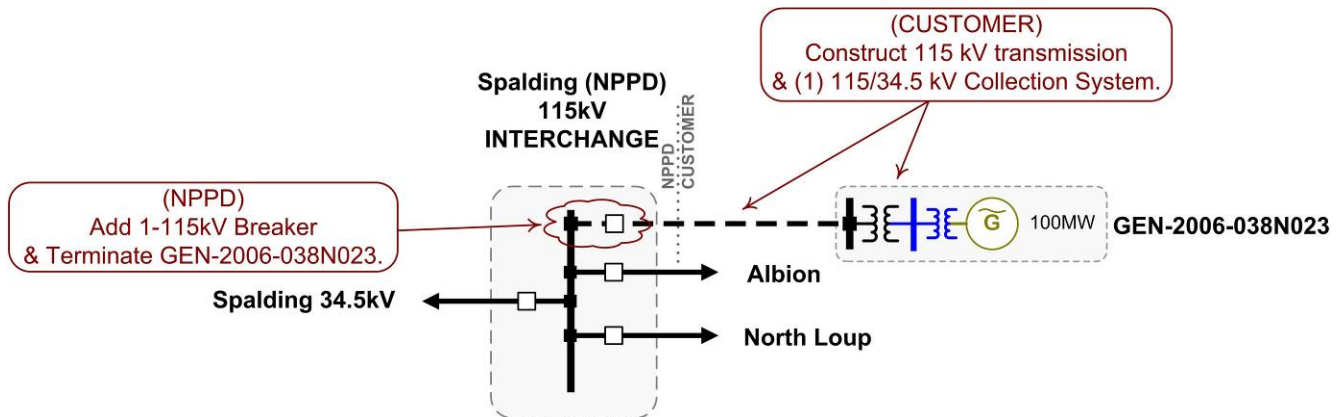 (CUSTOMER)
Construct 115 kV transmission
& (1) 115/34.5 kV Collection System.
Spalding (NPPD)
115kV
INTERCHANGE
NPPD
CUSTOMER
(NPPD)
Add 1-115kV Breaker
& Terminate GEN-2006-038N023.
G
100MW
GEN-2006-038N023
Albion
Spalding 34.5kV
North Loup